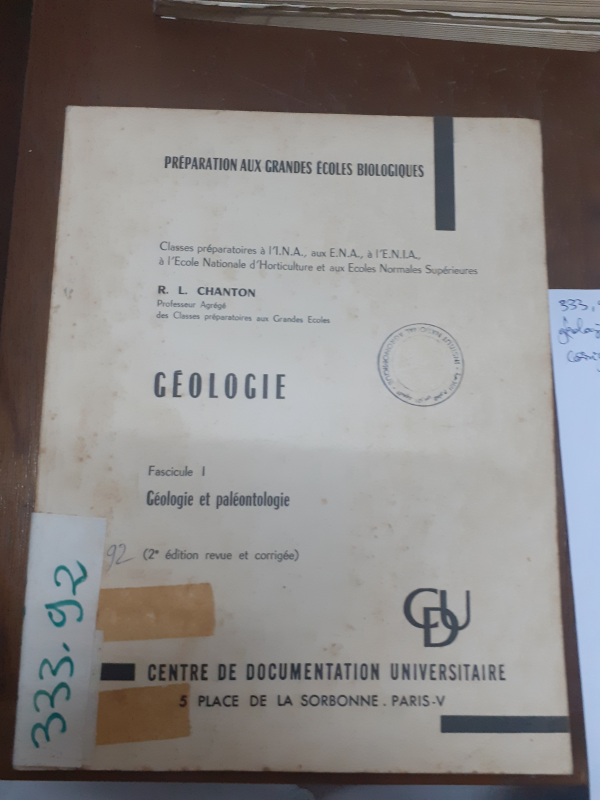 PRÉPARATION AUX GRANDES ÉCOLES BIOLOGIQUES
Classes préparatoires à l'I.N.A., aux E.N.A., à l'E.N.I.A.,
à l'Ecole Nationale d'Horticulture et aux Ecoles Normales Supérieures
R. L. CHANTON
Professeur Agrégé
des Classes préparatoires aux Grandes Ecoles
GÉOLOGIE
Fascicule I
Géologie et paléontologie
92 (2e édition revue et corrigée)
333.92
CDU
CENTRE DE DOCUMENTATION UNIVERSITAIRE
5 PLACE DE LA SORBONNE . PARIS-V
333,